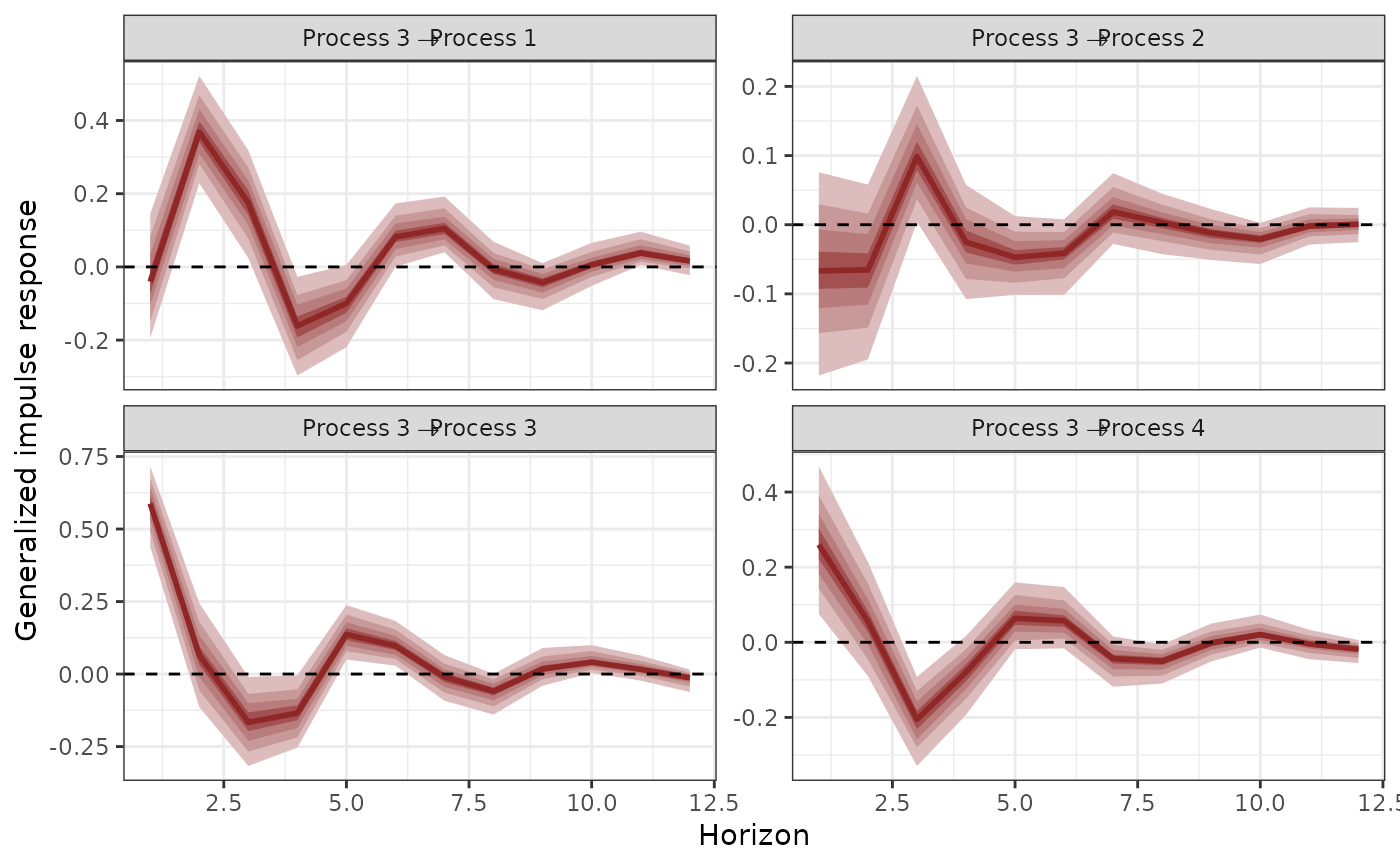 Generalized impulse response
Process 3 → Process 1
0.4
0.2
0.0
-0.2
Process 3 → Process 2
0.2
0.1
0.0
-0.1
-0.2
Process 3 → Process 3
0.75
0.50
0.25
0.00
-0.25
2.5 5.0 7.5 10.0 12.5
Process 3 → Process 4
0.4
0.2
0.0
-0.2
2.5 5.0 7.5 10.0 12.5
Horizon